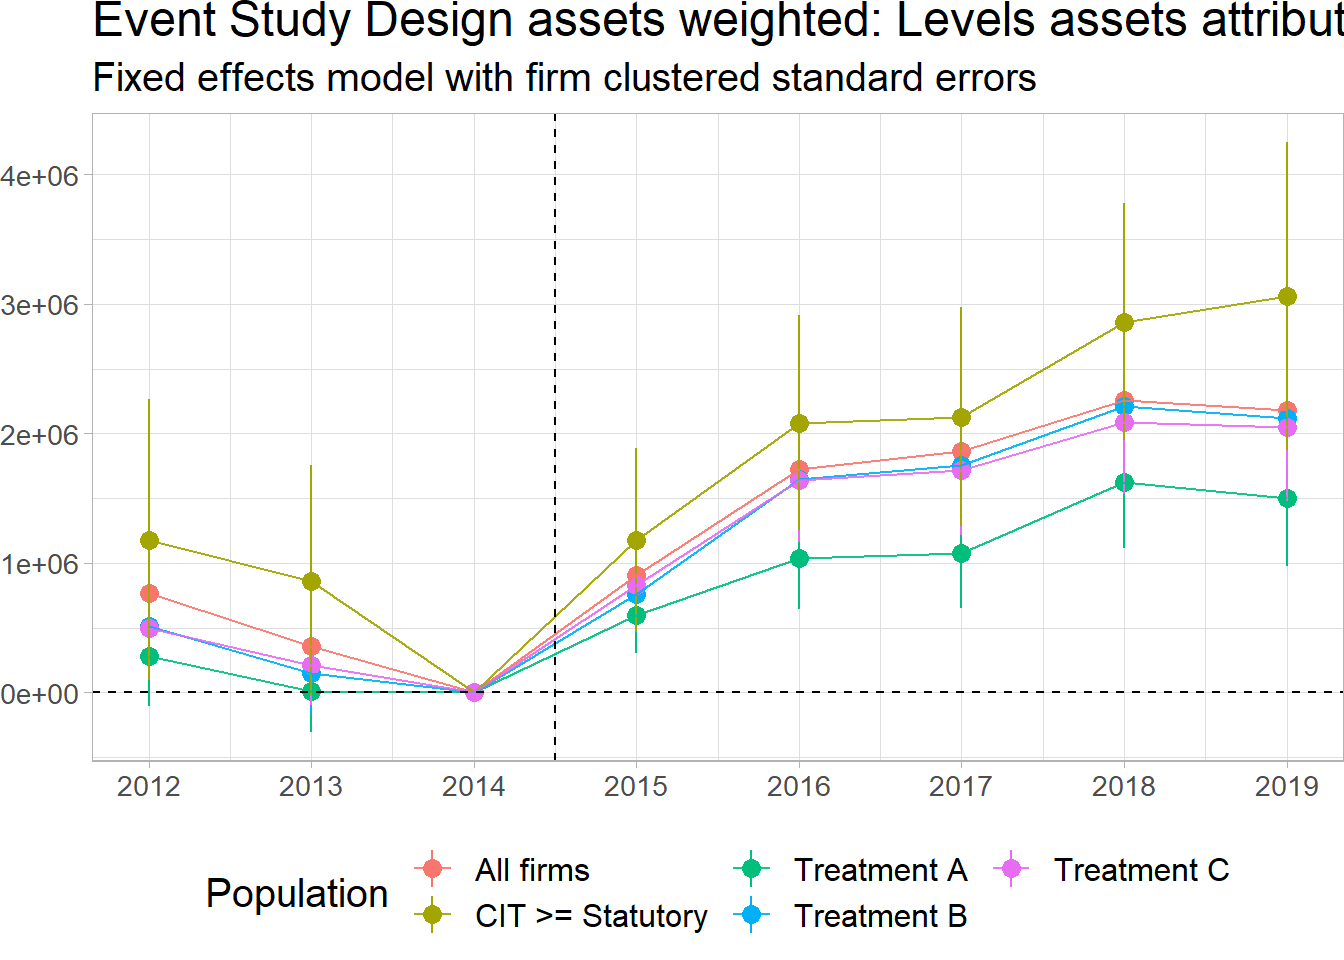 Event Study Design assets weighted: Levels assets attribut
Fixed effects model with firm clustered standard errors
4e+06
3e+06
2e+06
1e+06
0e+00
2012 2013 2014 2015 2016 2017 2018 2019
Population
All firms
CIT >= Statutory
Treatment A
Treatment B
Treatment C